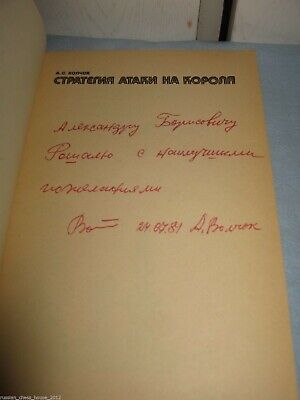 А. С. ВОЛЧОК
СТРАТЕГИЯ АТАКИ НА КОРОЛЯ
Александру Борисовичу
Рошалю с наилучшими
пожеланиями
24.07.81 А. Волчок
russian_chess_house_2012